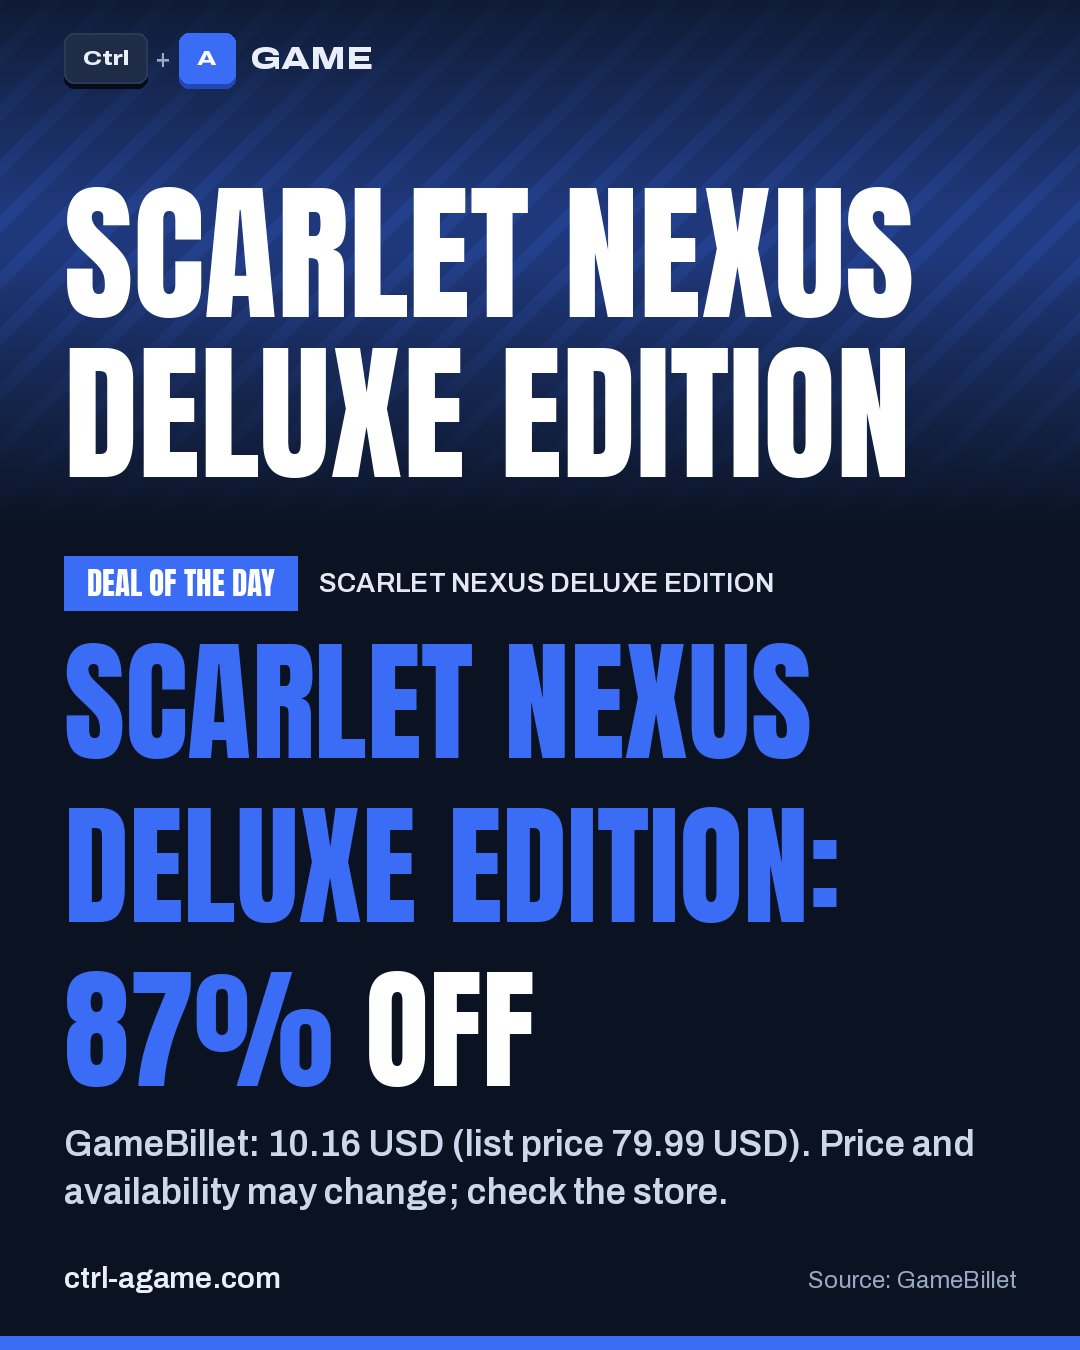 Ctrl + A GAME
SCARLET NEXUS
DELUXE EDITION
DEAL OF THE DAY SCARLET NEXUS DELUXE EDITION
SCARLET NEXUS
DELUXE EDITION:
87% OFF
GameBillet: 10.16 USD (list price 79.99 USD). Price and
availability may change; check the store.
ctrl-agame.com Source: GameBillet